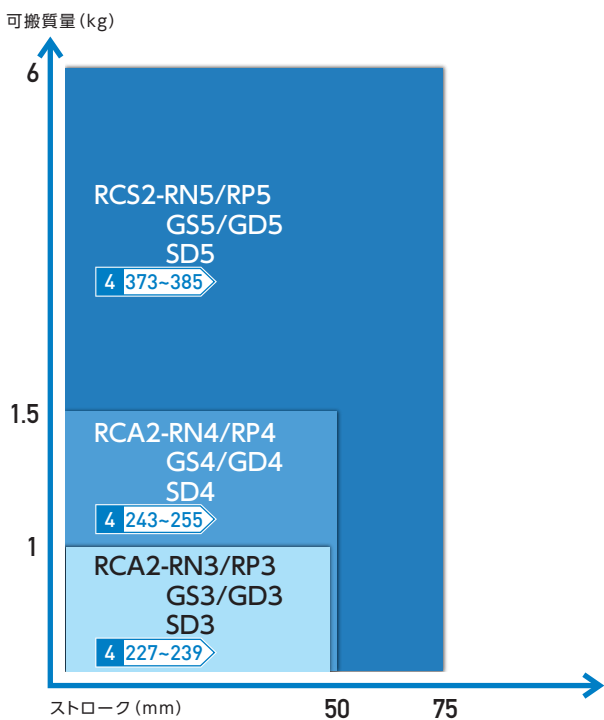 可搬質量(kg)
6
RCS2-RN5/RP5
GS5/GD5
SD5
4 373~385
1.5
RCA2-RN4/RP4
GS4/GD4
SD4
4 243~255
1
RCA2-RN3/RP3
GS3/GD3
SD3
4 227~239
ストローク(mm) 50 75